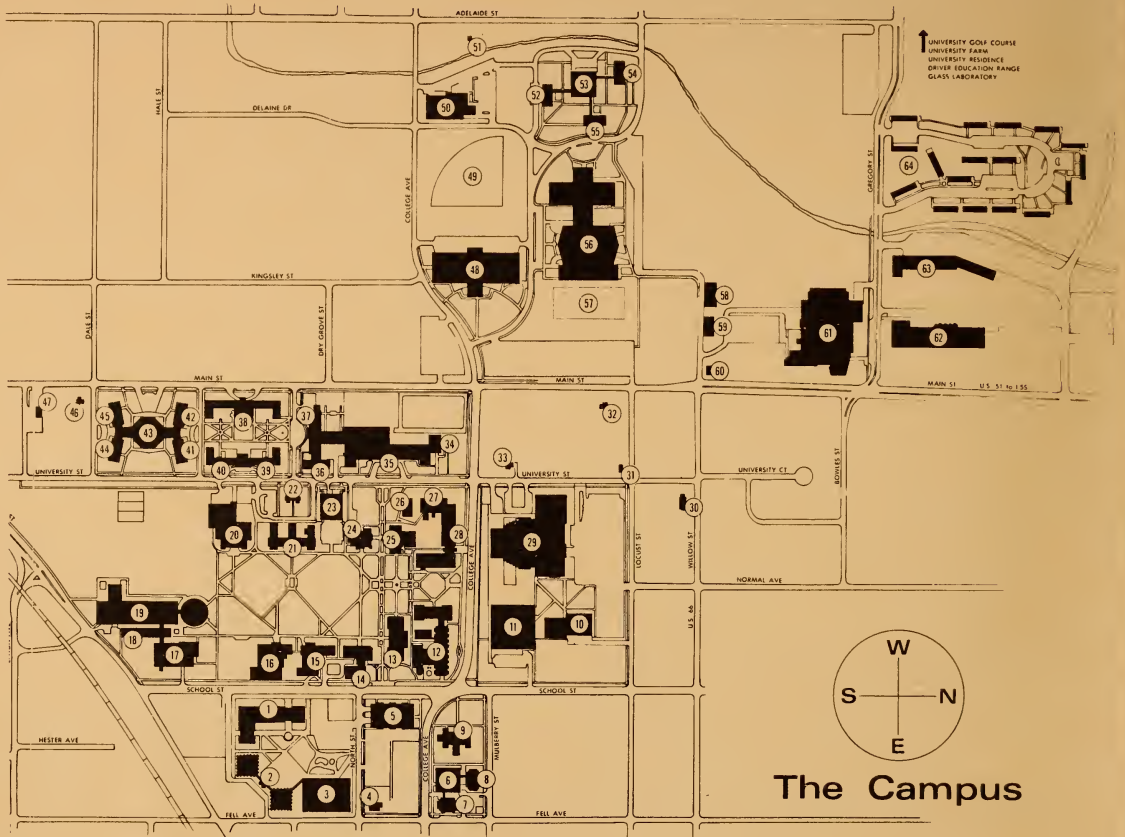 ADELAIDE ST
UNIVERSITY GOLF COURSE
UNIVERSITY FARM
UNIVERSITY RESIDENCE
DRIVER EDUCATION RANGE
GLASS LABORATORY
51
54
53
52
50
55
HALE ST
DELAINE DR
COLLEGE AVE
49
GREGORY ST
64
56
48
63
KINGSLEY ST
57
58
59
61
62
60
DALE ST
DRY GROVE ST
MAIN ST
MAIN ST
MAIN ST
U.S. 51 to I-55
47
46
45
43
42
44
41
38
37
34
40
39
36
35
32
33
31
UNIVERSITY ST
UNIVERSITY ST
UNIVERSITY CT
BOWLES ST
22
23
26
27
20
21
24
25
28
29
30
COLLEGE AVE
LOCUST ST
WILLOW ST
NORMAL AVE
U.S. 66
19
18
17
16
15
14
13
12
11
10
SCHOOL ST
SCHOOL ST
1
5
9
HESTER AVE
NORTH ST
COLLEGE AVE
MULBERRY ST
2
3
4
6
8
7
FELL AVE
FELL AVE
W
S
N
E
The Campus